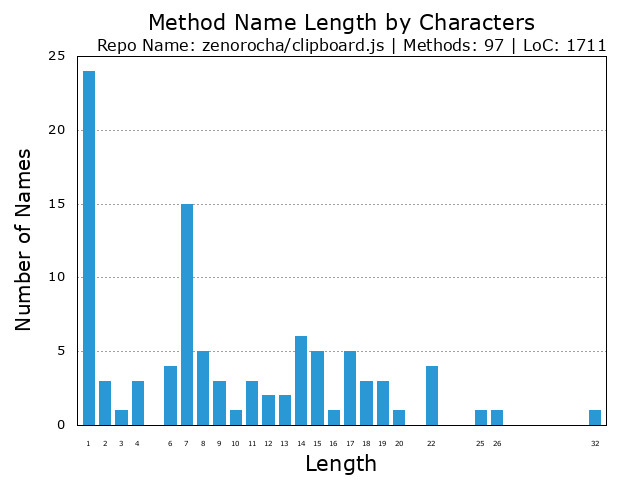 Method Name Length by Characters
Repo Name: zenorocha/clipboard.js | Methods: 97 | LoC: 1711
25
20
15
10
5
0
Number of Names
1 2 3 4 6 7 8 9 10 11 12 13 14 15 16 17 18 19 20 22 25 26 32
Length